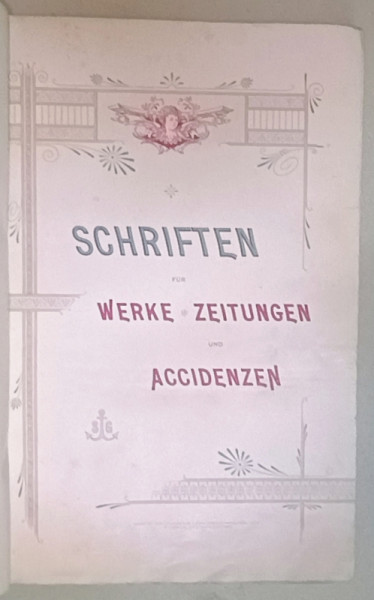 SCHRIFTEN
FÜR
WERKE ZEITUNGEN
UND
ACCIDENZEN